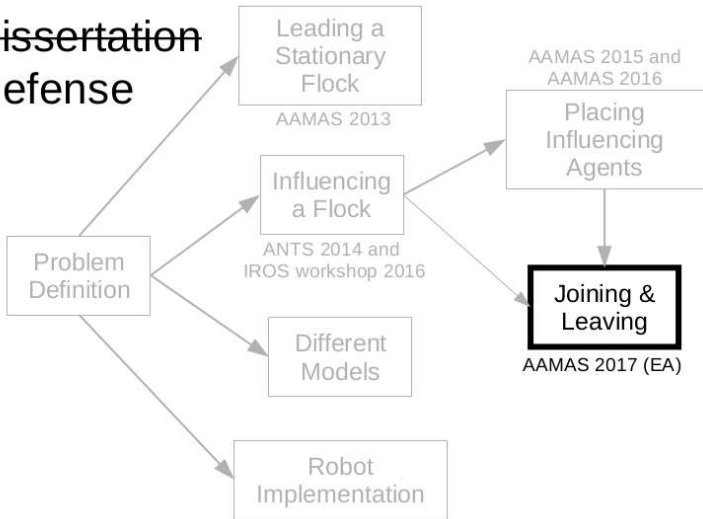 issertation
efense
Leading a
Stationary
Flock
AAMAS 2013
AAMAS 2015 and
AAMAS 2016
Placing
Influencing
Agents
Influencing
a Flock
ANTS 2014 and
IROS workshop 2016
Problem
Definition
Joining &
Leaving
AAMAS 2017 (EA)
Different
Models
Robot
Implementation